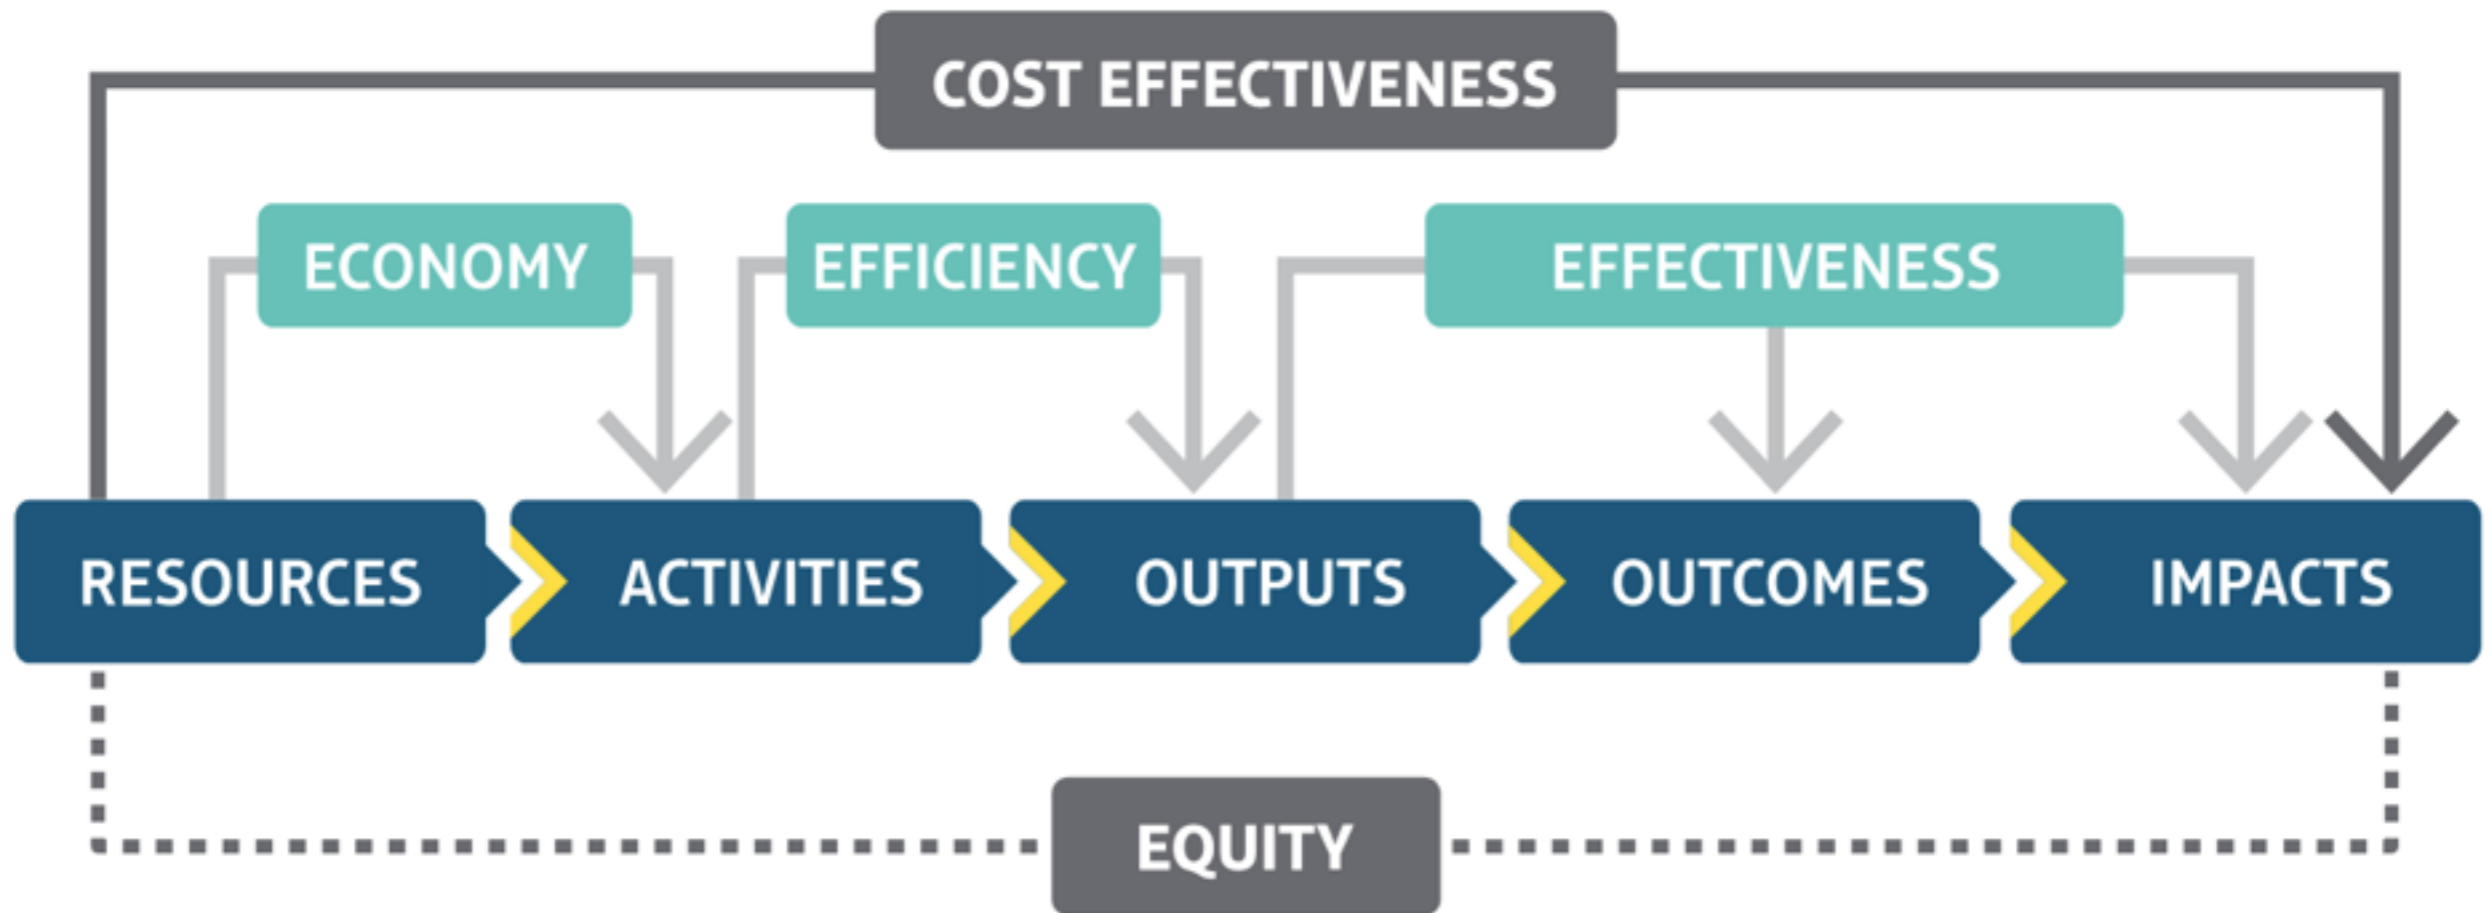 COST EFFECTIVENESS
ECONOMY
EFFICIENCY
EFFECTIVENESS
RESOURCES
ACTIVITIES
OUTPUTS
OUTCOMES
IMPACTS
EQUITY